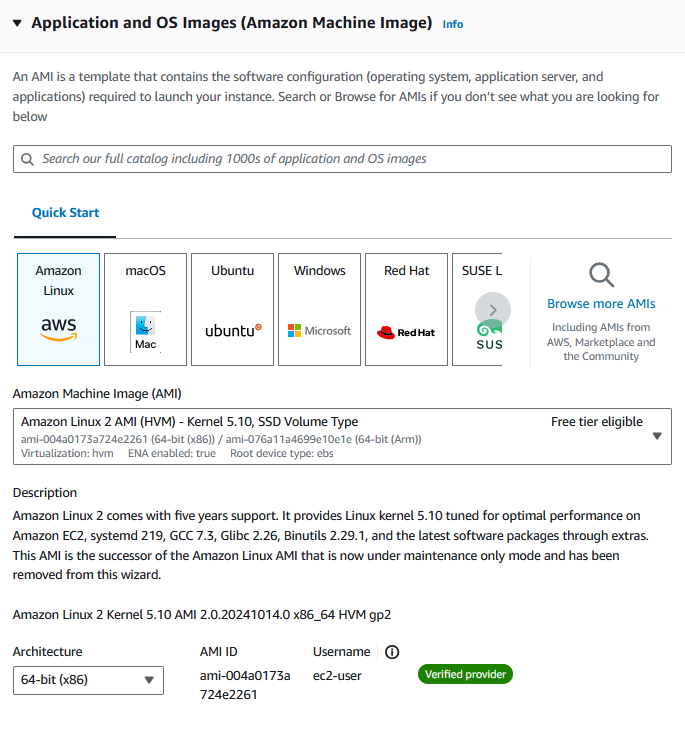 Application and OS Images (Amazon Machine Image) Info
An AMI is a template that contains the software configuration (operating system, application server, and
applications) required to launch your instance. Search or Browse for AMIs if you don’t see what you are looking for
below
Search our full catalog including 1000s of application and OS images
Quick Start
Amazon
Linux
aws
macOS
Mac
Ubuntu
ubuntu
Windows
Microsoft
Red Hat
Red Hat
SUSE L
SUS
Browse more AMIs
Including AMIs from
AWS, Marketplace and
the Community
Amazon Machine Image (AMI)
Amazon Linux 2 AMI (HVM) - Kernel 5.10, SSD Volume Type Free tier eligible
ami-004a0173a724e2261 (64-bit (x86)) / ami-076a11a4699e10e1e (64-bit (Arm))
Virtualization: hvm ENA enabled: true Root device type: ebs
Description
Amazon Linux 2 comes with five years support. It provides Linux kernel 5.10 tuned for optimal performance on
Amazon EC2, systemd 219, GCC 7.3, Glibc 2.26, Binutils 2.29.1, and the latest software packages through extras.
This AMI is the successor of the Amazon Linux AMI that is now under maintenance only mode and has been
removed from this wizard.
Amazon Linux 2 Kernel 5.10 AMI 2.0.20241014.0 x86_64 HVM gp2
Architecture
64-bit (x86)
AMI ID
ami-004a0173a
724e2261
Username
ec2-user
Verified provider